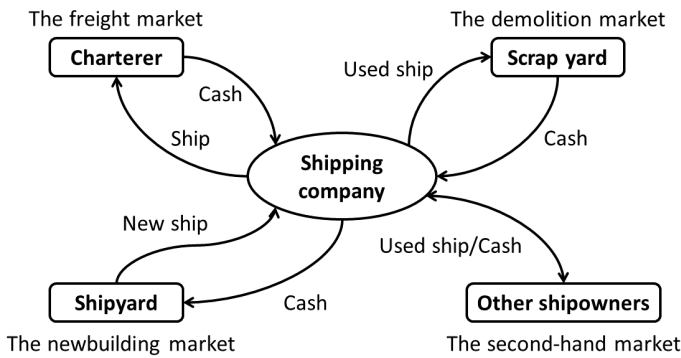 The freight market
The demolition market
Charterer
Scrap yard
Used ship
Cash
Ship
Cash
Shipping
company
New ship
Used ship/Cash
Shipyard
Cash
Other shipowners
The newbuilding market
The second-hand market